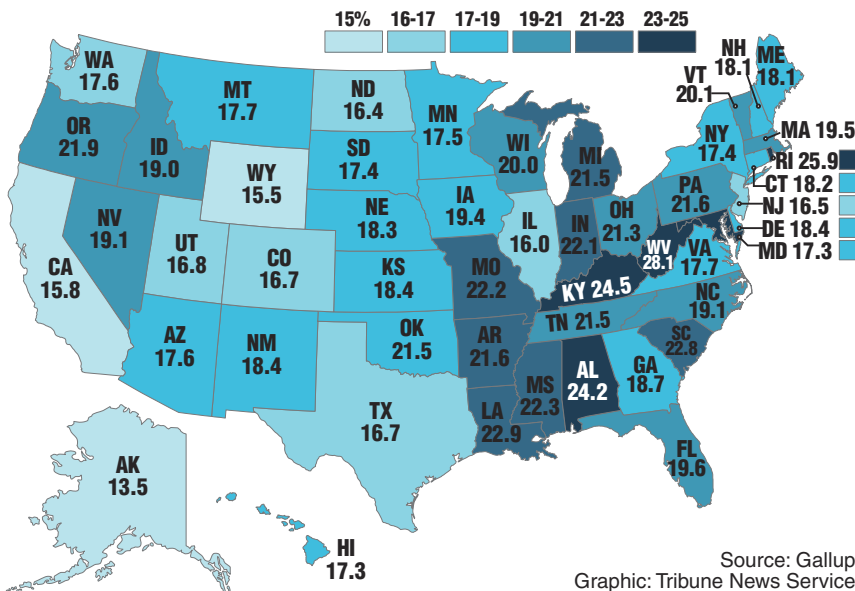 15% 16-17 17-19 19-21 21-23 23-25
WA
17.6
MT
17.7
ND
16.4
MN
17.5
NH
18.1
ME
18.1
VT
20.1
OR
21.9
ID
19.0
SD
17.4
WI
20.0
MI
21.5
NY
17.4
MA 19.5
RI 25.9
CT 18.2
NJ 16.5
DE 18.4
MD 17.3
WY
15.5
IA
19.4
PA
21.6
NV
19.1
UT
16.8
CO
16.7
NE
18.3
IL
16.0
IN
22.1
OH
21.3
WV
28.1
VA
17.7
CA
15.8
KS
18.4
MO
22.2
KY 24.5
NC
19.1
TN 21.5
AZ
17.6
NM
18.4
OK
21.5
AR
21.6
SC
22.8
MS
22.3
AL
24.2
GA
18.7
TX
16.7
LA
22.9
FL
19.6
AK
13.5
HI
17.3
Source: Gallup
Graphic: Tribune News Service